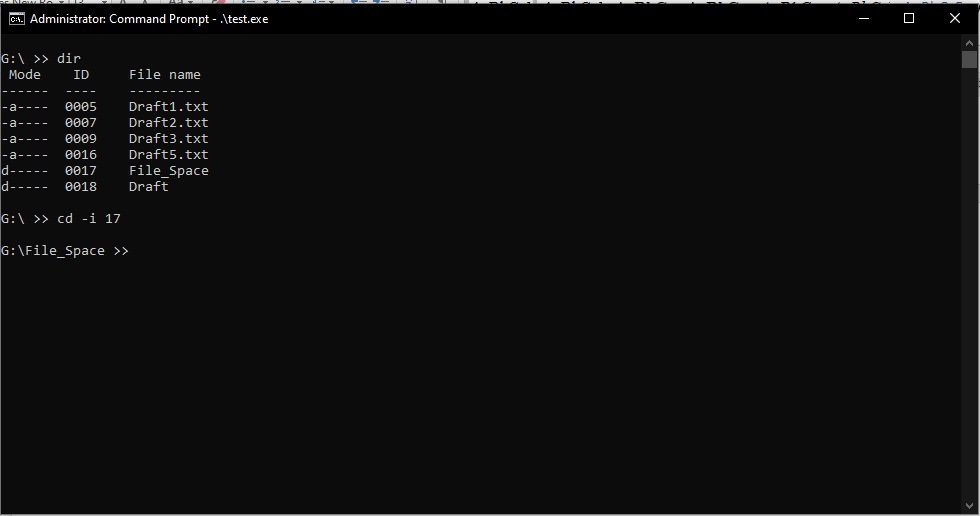 Administrator: Command Prompt - .\test.exe
G:\ >> dir
 Mode    ID     File name
------  ----    ---------
-a----  0005    Draft1.txt
-a----  0007    Draft2.txt
-a----  0009    Draft3.txt
-a----  0016    Draft5.txt
d-----  0017    File_Space
d-----  0018    Draft
G:\ >> cd -i 17
G:\File_Space >>